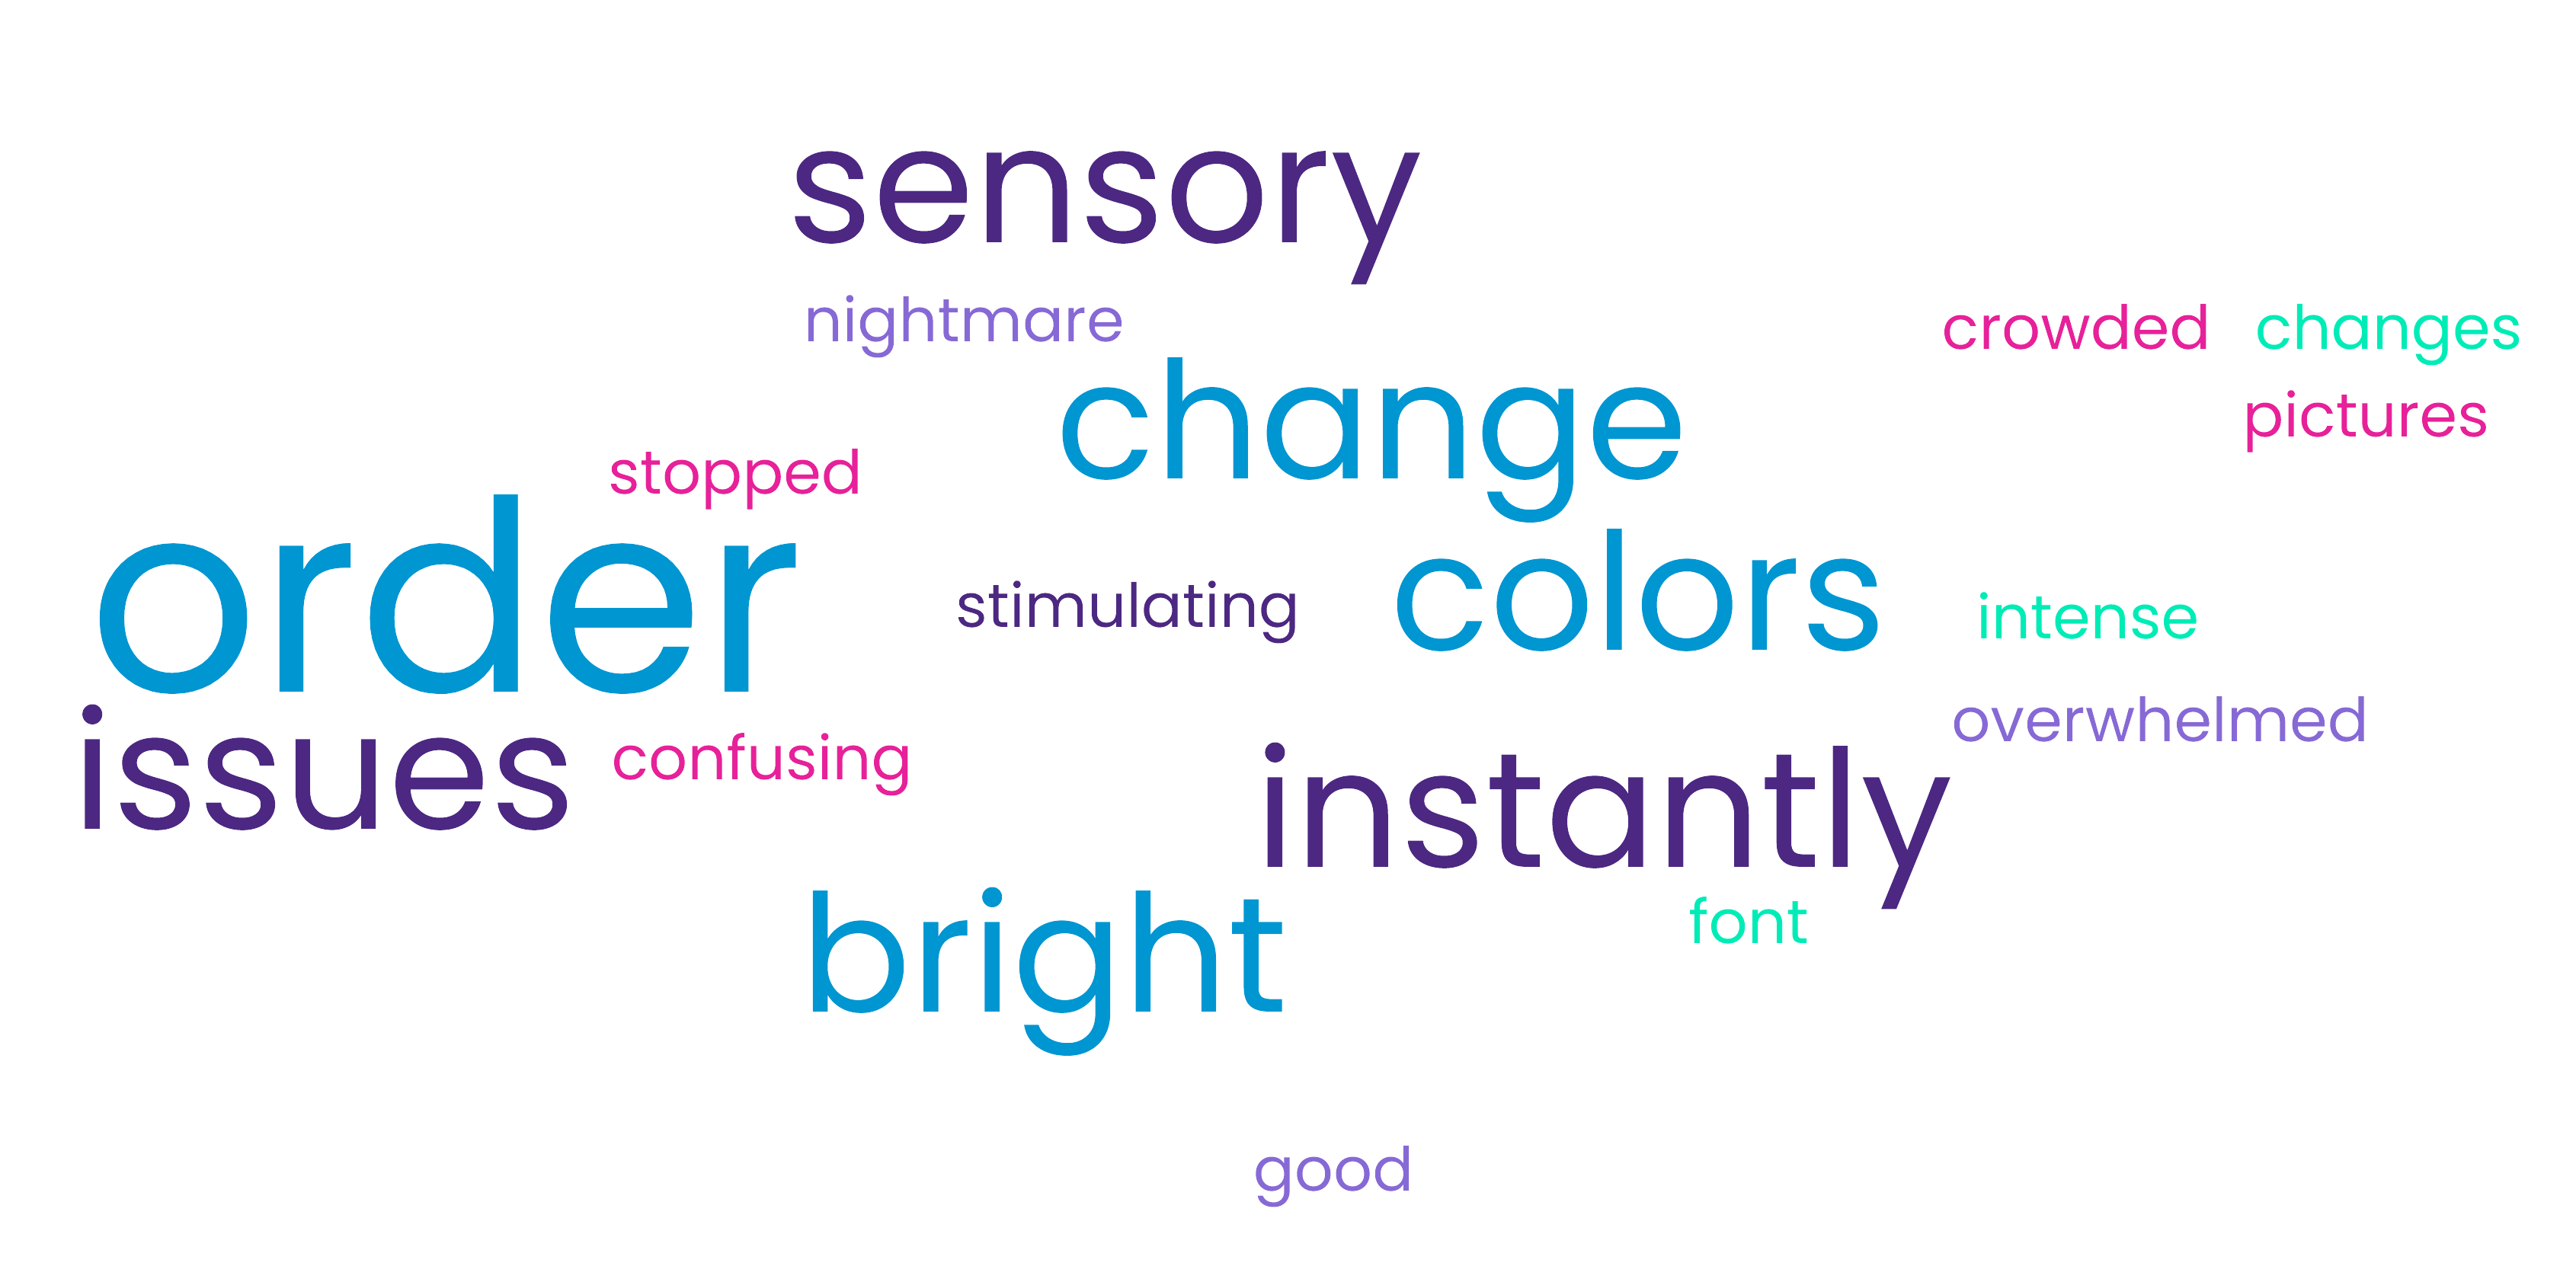 sensory
nightmare
crowded changes
change
pictures
stopped
order
stimulating
colors
intense
overwhelmed
issues
confusing
instantly
bright
font
good